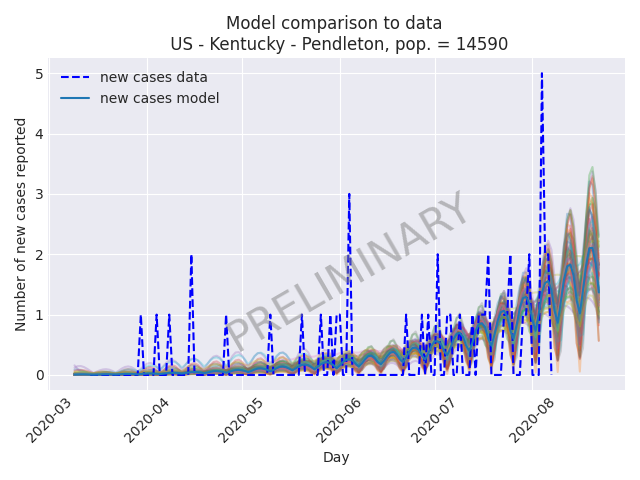 Model comparison to data
US - Kentucky - Pendleton, pop. = 14590
new cases data
new cases model
PRELIMINARY
Number of new cases reported
5
4
3
2
1
0
2020-03
2020-04
2020-05
2020-06
2020-07
2020-08
Day